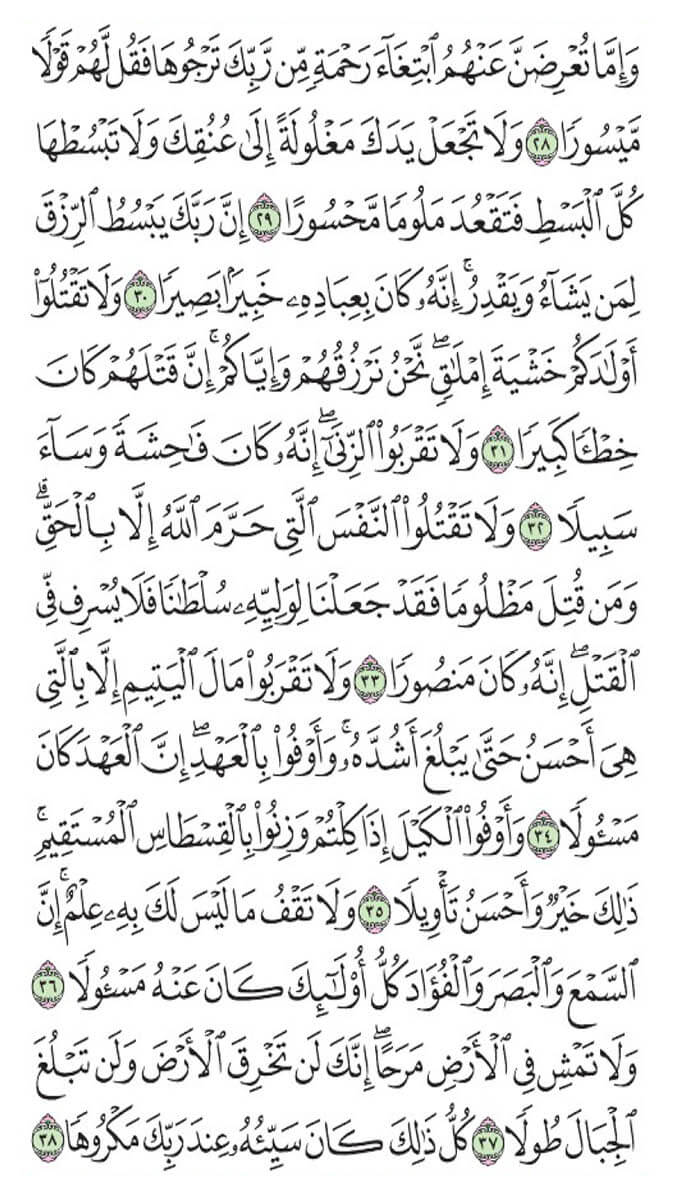 وَإِمَّا تُعْرِضَنَّ عَنْهُمُ ٱبْتِغَآءَ رَحْمَةٍ مِّن رَّبِّكَ تَرْجُوهَا فَقُل لَّهُمْ قَوْلًا
مَّيْسُورًا ٢٨ وَلَا تَجْعَلْ يَدَكَ مَغْلُولَةً إِلَىٰ عُنُقِكَ وَلَا تَبْسُطْهَا
كُلَّ ٱلْبَسْطِ فَتَقْعُدَ مَلُومًا مَّحْسُورًا ٢٩ إِنَّ رَبَّكَ يَبْسُطُ ٱلرِّزْقَ
لِمَن يَشَآءُ وَيَقْدِرُ ۚ إِنَّهُۥ كَانَ بِعِبَادِهِۦ خَبِيرًۢا بَصِيرًا ٣٠ وَلَا تَقْتُلُوٓا۟
أَوْلَـٰدَكُمْ خَشْيَةَ إِمْلَـٰقٍ ۖ نَّحْنُ نَرْزُقُهُمْ وَإِيَّاكُمْ ۚ إِنَّ قَتْلَهُمْ كَانَ
خِطْـًٔا كَبِيرًا ٣١ وَلَا تَقْرَبُوا۟ ٱلزِّنَىٰٓ ۖ إِنَّهُۥ كَانَ فَـٰحِشَةً وَسَآءَ
سَبِيلًا ٣٢ وَلَا تَقْتُلُوا۟ ٱلنَّفْسَ ٱلَّتِى حَرَّمَ ٱللَّهُ إِلَّا بِٱلْحَقِّ ۗ
وَمَن قُتِلَ مَظْلُومًا فَقَدْ جَعَلْنَا لِوَلِيِّهِۦ سُلْطَـٰنًا فَلَا يُسْرِف فِّى
ٱلْقَتْلِ ۖ إِنَّهُۥ كَانَ مَنصُورًا ٣٣ وَلَا تَقْرَبُوا۟ مَالَ ٱلْيَتِيمِ إِلَّا بِٱلَّتِى
هِىَ أَحْسَنُ حَتَّىٰ يَبْلُغَ أَشُدَّهُۥ ۚ وَأَوْفُوا۟ بِٱلْعَهْدِ ۖ إِنَّ ٱلْعَهْدَ كَانَ
مَسْـُٔولًا ٣٤ وَأَوْفُوا۟ ٱلْكَيْلَ إِذَا كِلْتُمْ وَزِنُوا۟ بِٱلْقِسْطَاسِ ٱلْمُسْتَقِيمِ ۚ
ذَٰلِكَ خَيْرٌ وَأَحْسَنُ تَأْوِيلًا ٣٥ وَلَا تَقْفُ مَا لَيْسَ لَكَ بِهِۦ عِلْمٌ ۚ إِنَّ
ٱلسَّمْعَ وَٱلْبَصَرَ وَٱلْفُؤَادَ كُلُّ أُو۟لَـٰٓئِكَ كَانَ عَنْهُ مَسْـُٔولًا ٣٦
وَلَا تَمْشِ فِى ٱلْأَرْضِ مَرَحًا ۖ إِنَّكَ لَن تَخْرِقَ ٱلْأَرْضَ وَلَن تَبْلُغَ
ٱلْجِبَالَ طُولًا ٣٧ كُلُّ ذَٰلِكَ كَانَ سَيِّئُهُۥ عِندَ رَبِّكَ مَكْرُوهًا ٣٨